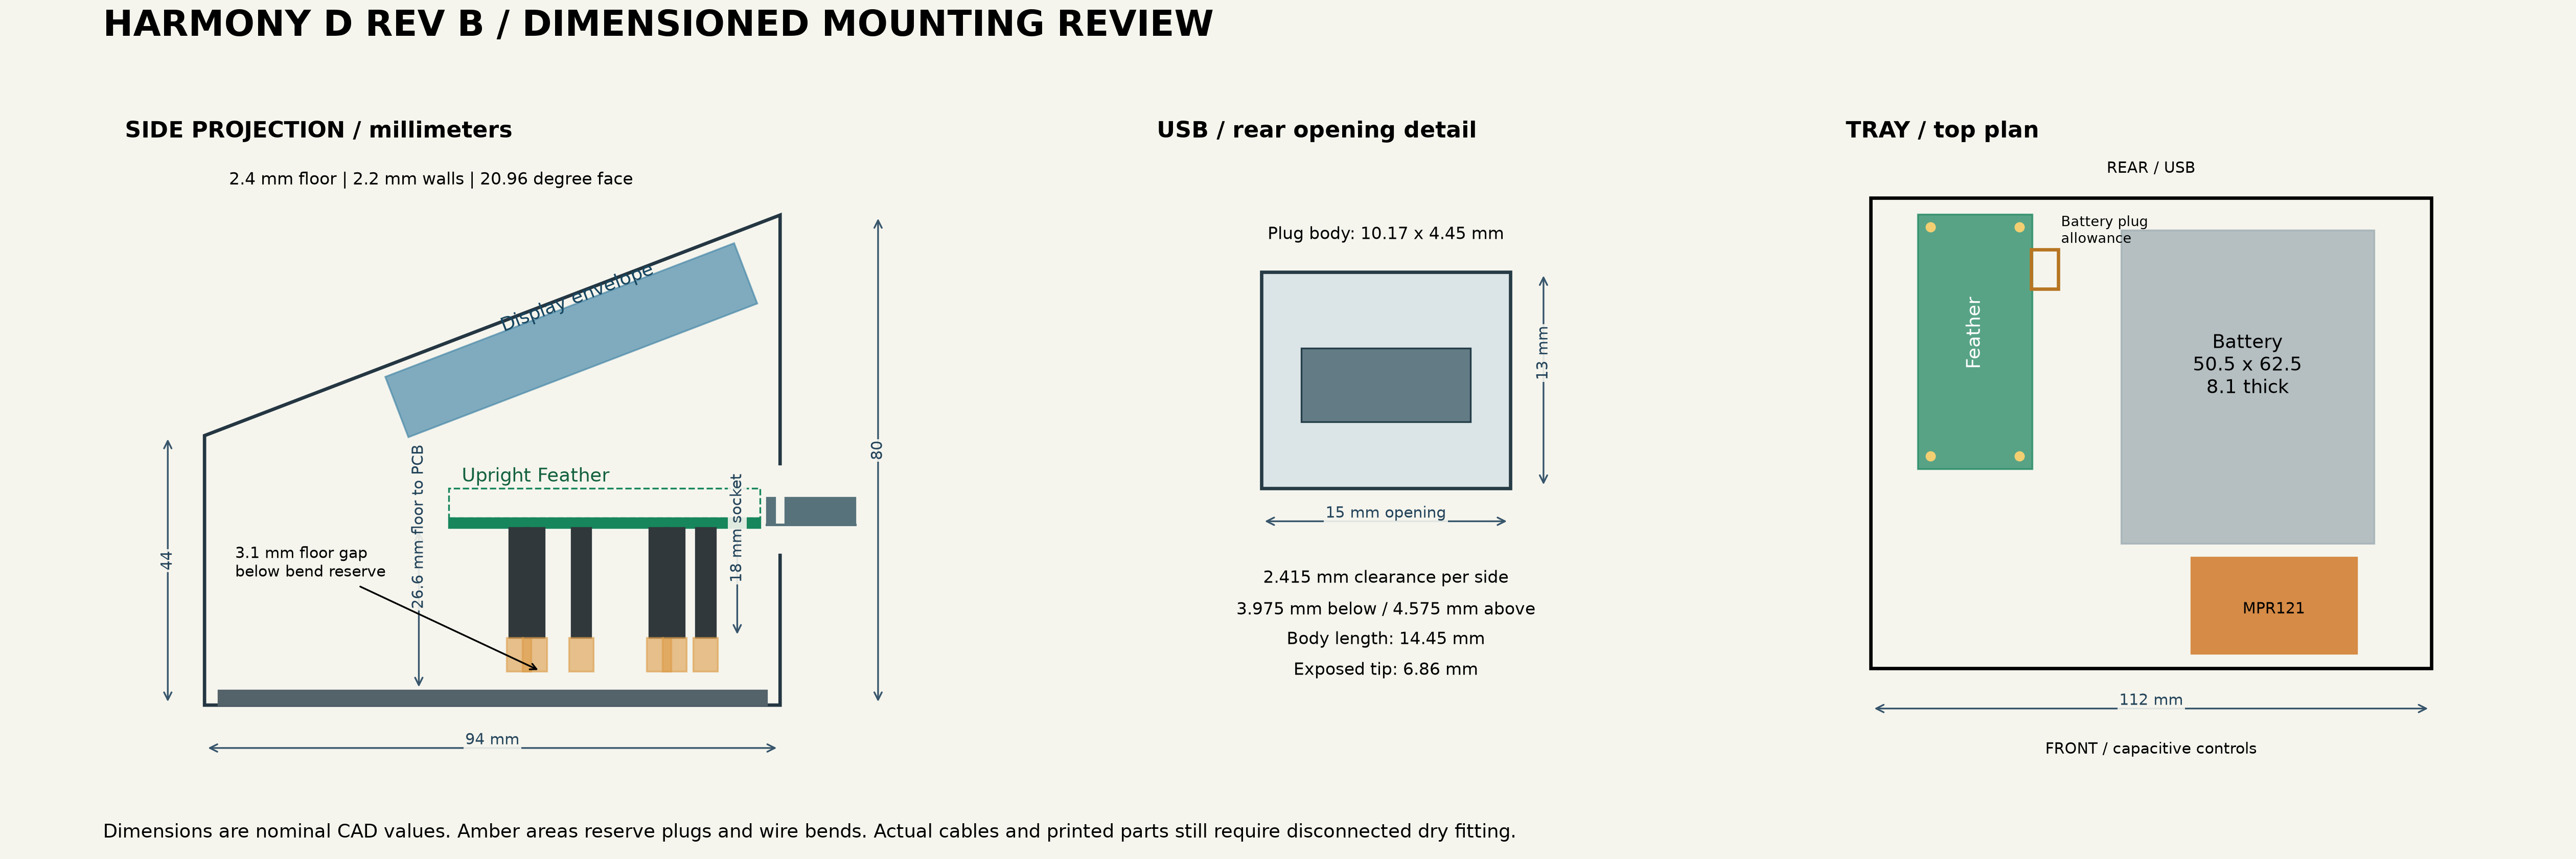 HARMONY D REV B / DIMENSIONED MOUNTING REVIEW
SIDE PROJECTION / millimeters
2.4 mm floor | 2.2 mm walls | 20.96 degree face
Display envelope
Upright Feather
26.6 mm floor to PCB
18 mm socket
3.1 mm floor gap
below bend reserve
44
80
94 mm
USB / rear opening detail
Plug body: 10.17 x 4.45 mm
13 mm
15 mm opening
2.415 mm clearance per side
3.975 mm below / 4.575 mm above
Body length: 14.45 mm
Exposed tip: 6.86 mm
TRAY / top plan
REAR / USB
Battery plug
allowance
Feather
Battery
50.5 x 62.5
8.1 thick
MPR121
112 mm
FRONT / capacitive controls
Dimensions are nominal CAD values. Amber areas reserve plugs and wire bends. Actual cables and printed parts still require disconnected dry fitting.